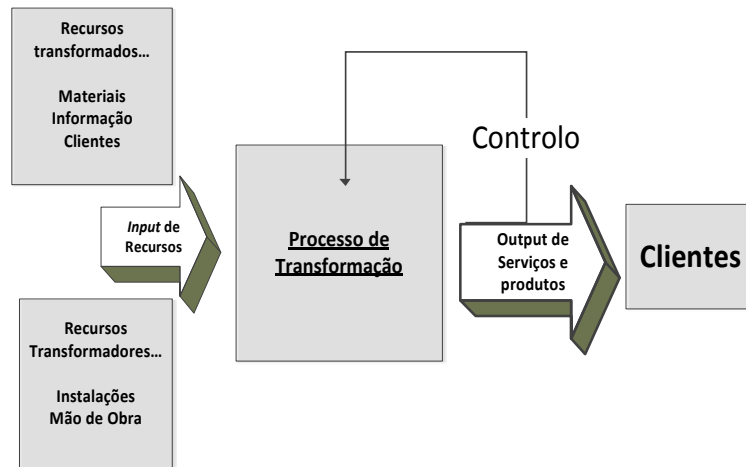 Recursos
transformados...
Materiais
Informação
Clientes
Input de
Recursos
Recursos
Transformadores...
Instalações
Mão de Obra
Processo de
Transformação
Controlo
Output de
Serviços e
produtos
Clientes